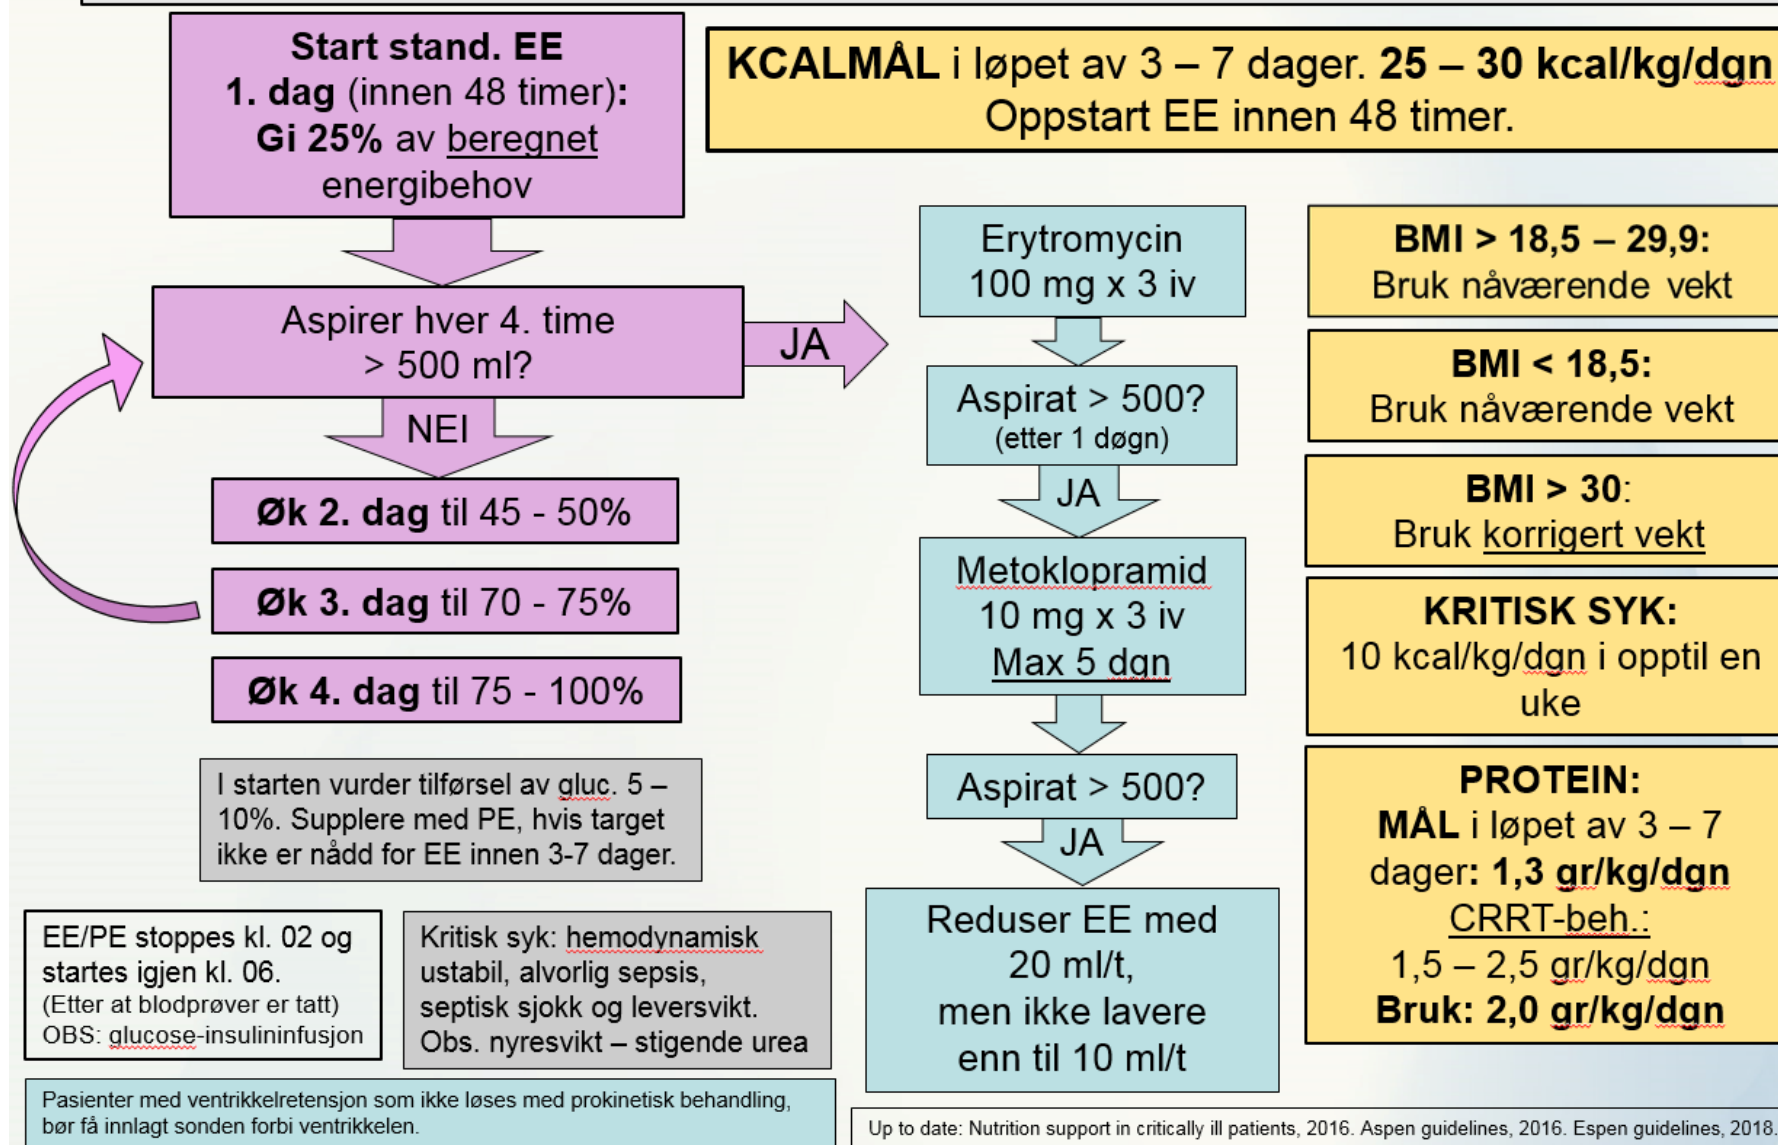 Start stand. EE
1. dag (innen 48 timer):
Gi 25% av beregnet
energibehov
KCALMÅL i løpet av 3 – 7 dager. 25 – 30 kcal/kg/dgn
Oppstart EE innen 48 timer.
Aspirer hver 4. time
> 500 ml?
JA
NEI
Øk 2. dag til 45 - 50%
Øk 3. dag til 70 - 75%
Øk 4. dag til 75 - 100%
I starten vurder tilførsel av gluc. 5 –
10%. Supplere med PE, hvis target
ikke er nådd for EE innen 3-7 dager.
EE/PE stoppes kl. 02 og
startes igjen kl. 06.
(Etter at blodprøver er tatt)
OBS: glucose-insulininfusjon
Kritisk syk: hemodynamisk
ustabil, alvorlig sepsis,
septisk sjokk og leversvikt.
Obs. nyresvikt – stigende urea
Pasienter med ventrikkelretensjon som ikke løses med prokinetisk behandling,
bør få innlagt sonden forbi ventrikkelen.
Erytromycin
100 mg x 3 iv
Aspirat > 500?
(etter 1 døgn)
JA
Metoklopramid
10 mg x 3 iv
Max 5 dgn
Aspirat > 500?
JA
Reduser EE med
20 ml/t,
men ikke lavere
enn til 10 ml/t
BMI > 18,5 – 29,9:
Bruk nåværende vekt
BMI < 18,5:
Bruk nåværende vekt
BMI > 30:
Bruk korrigert vekt
KRITISK SYK:
10 kcal/kg/dgn i opptil en
uke
PROTEIN:
MÅL i løpet av 3 – 7
dager: 1,3 gr/kg/dgn
CRRT-beh.:
1,5 – 2,5 gr/kg/dgn
Bruk: 2,0 gr/kg/dgn
Up to date: Nutrition support in critically ill patients, 2016. Aspen guidelines, 2016. Espen guidelines, 2018.